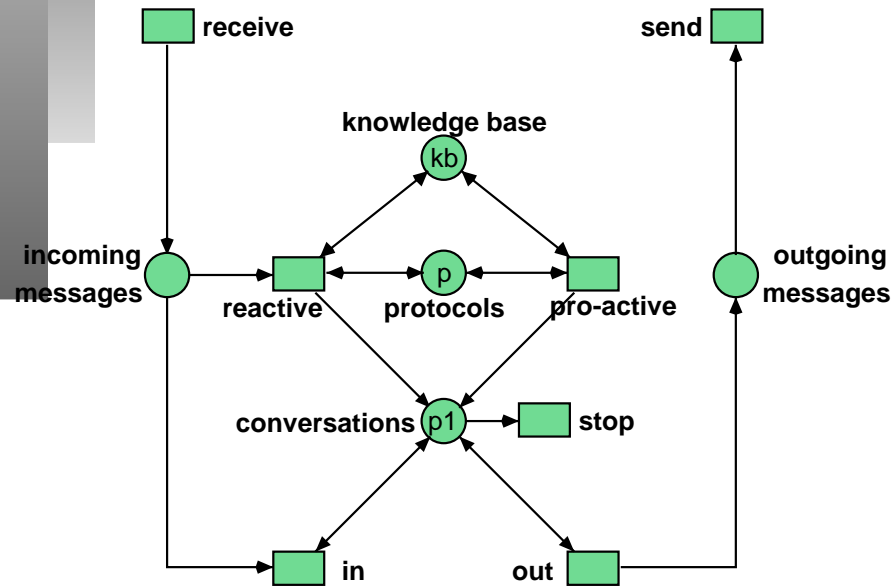 receive
send
knowledge base
kb
incoming
messages
reactive
p
protocols
pro-active
outgoing
messages
conversations
p1
stop
in
out